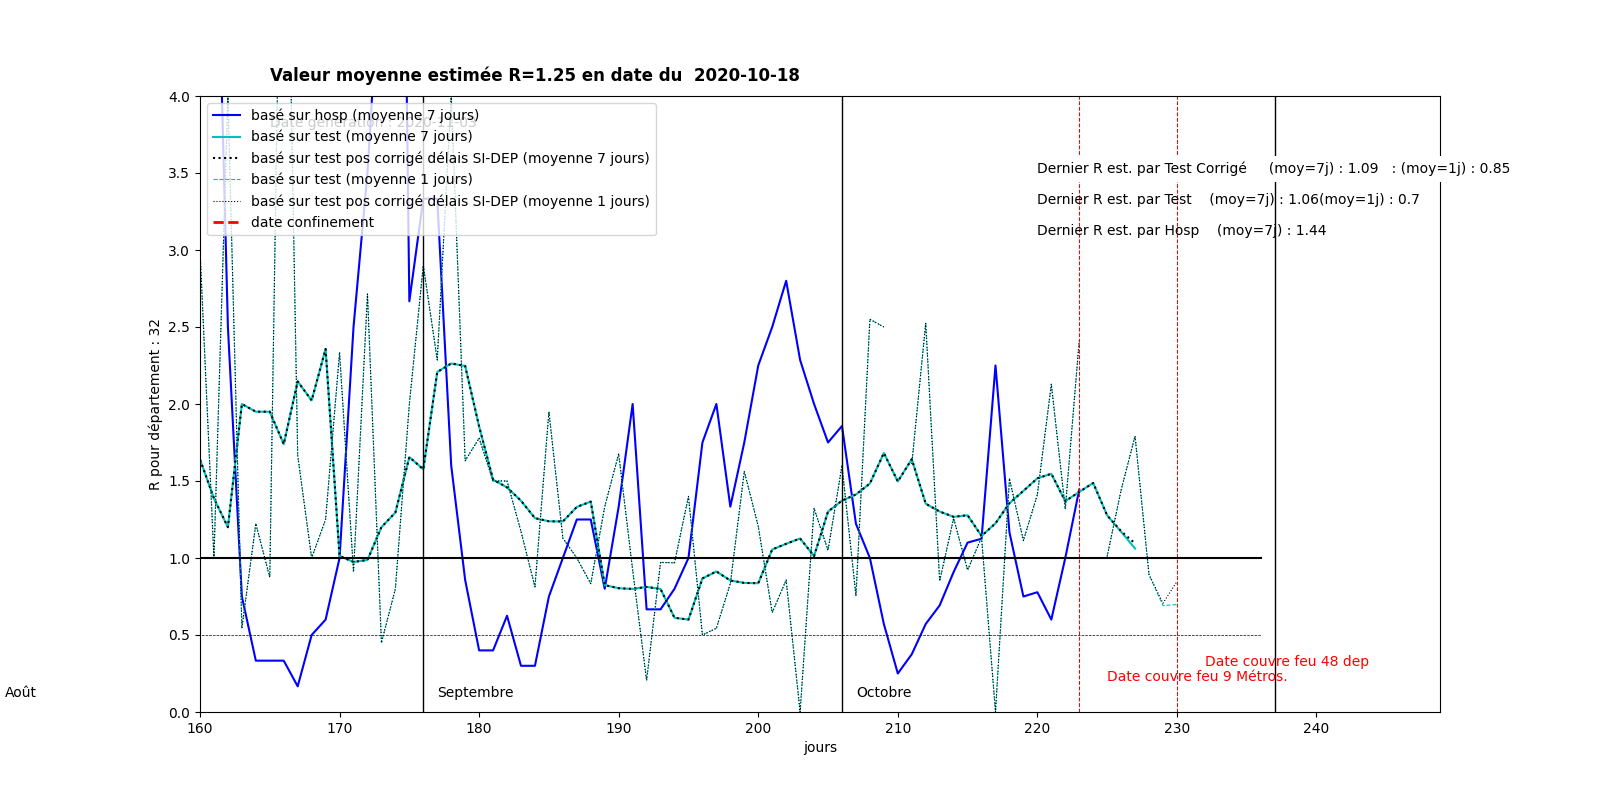 Valeur moyenne estimée R=1.25 en date du  2020-10-18
4.0
3.5
3.0
2.5
2.0
1.5
1.0
0.5
0.0
R pour département : 32
basé sur hosp (moyenne 7 jours)
Date génération : 2020-11-03
basé sur test (moyenne 7 jours)
basé sur test pos corrigé délais SI-DEP (moyenne 7 jours)
basé sur test (moyenne 1 jours)
basé sur test pos corrigé délais SI-DEP (moyenne 1 jours)
date confinement
Dernier R est. par Test Corrigé     (moy=7j) : 1.09   : (moy=1j) : 0.85
Dernier R est. par Test    (moy=7j) : 1.06(moy=1j) : 0.7
Dernier R est. par Hosp    (moy=7j) : 1.44
Date couvre feu 48 dep
Date couvre feu 9 Métros.
Août
Septembre
Octobre
160 170 180 190 200 210 220 230 240
jours